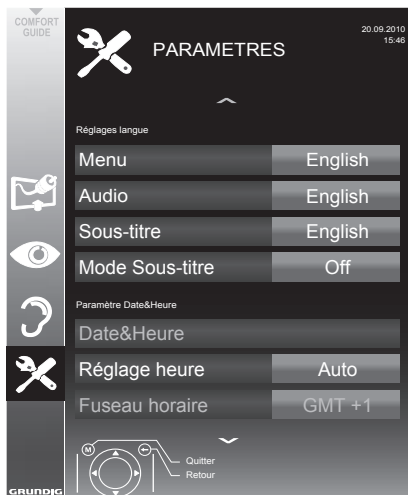 COMFORT
GUIDE
PARAMETRES
20.09.2010
15:46
Réglages langue
Menu English
Audio English
Sous-titre English
Mode Sous-titre Off
Paramètre Date&Heure
Date&Heure
Réglage heure Auto
Fuseau horaire GMT +1
M
Quitter
Retour
GRUNDIG